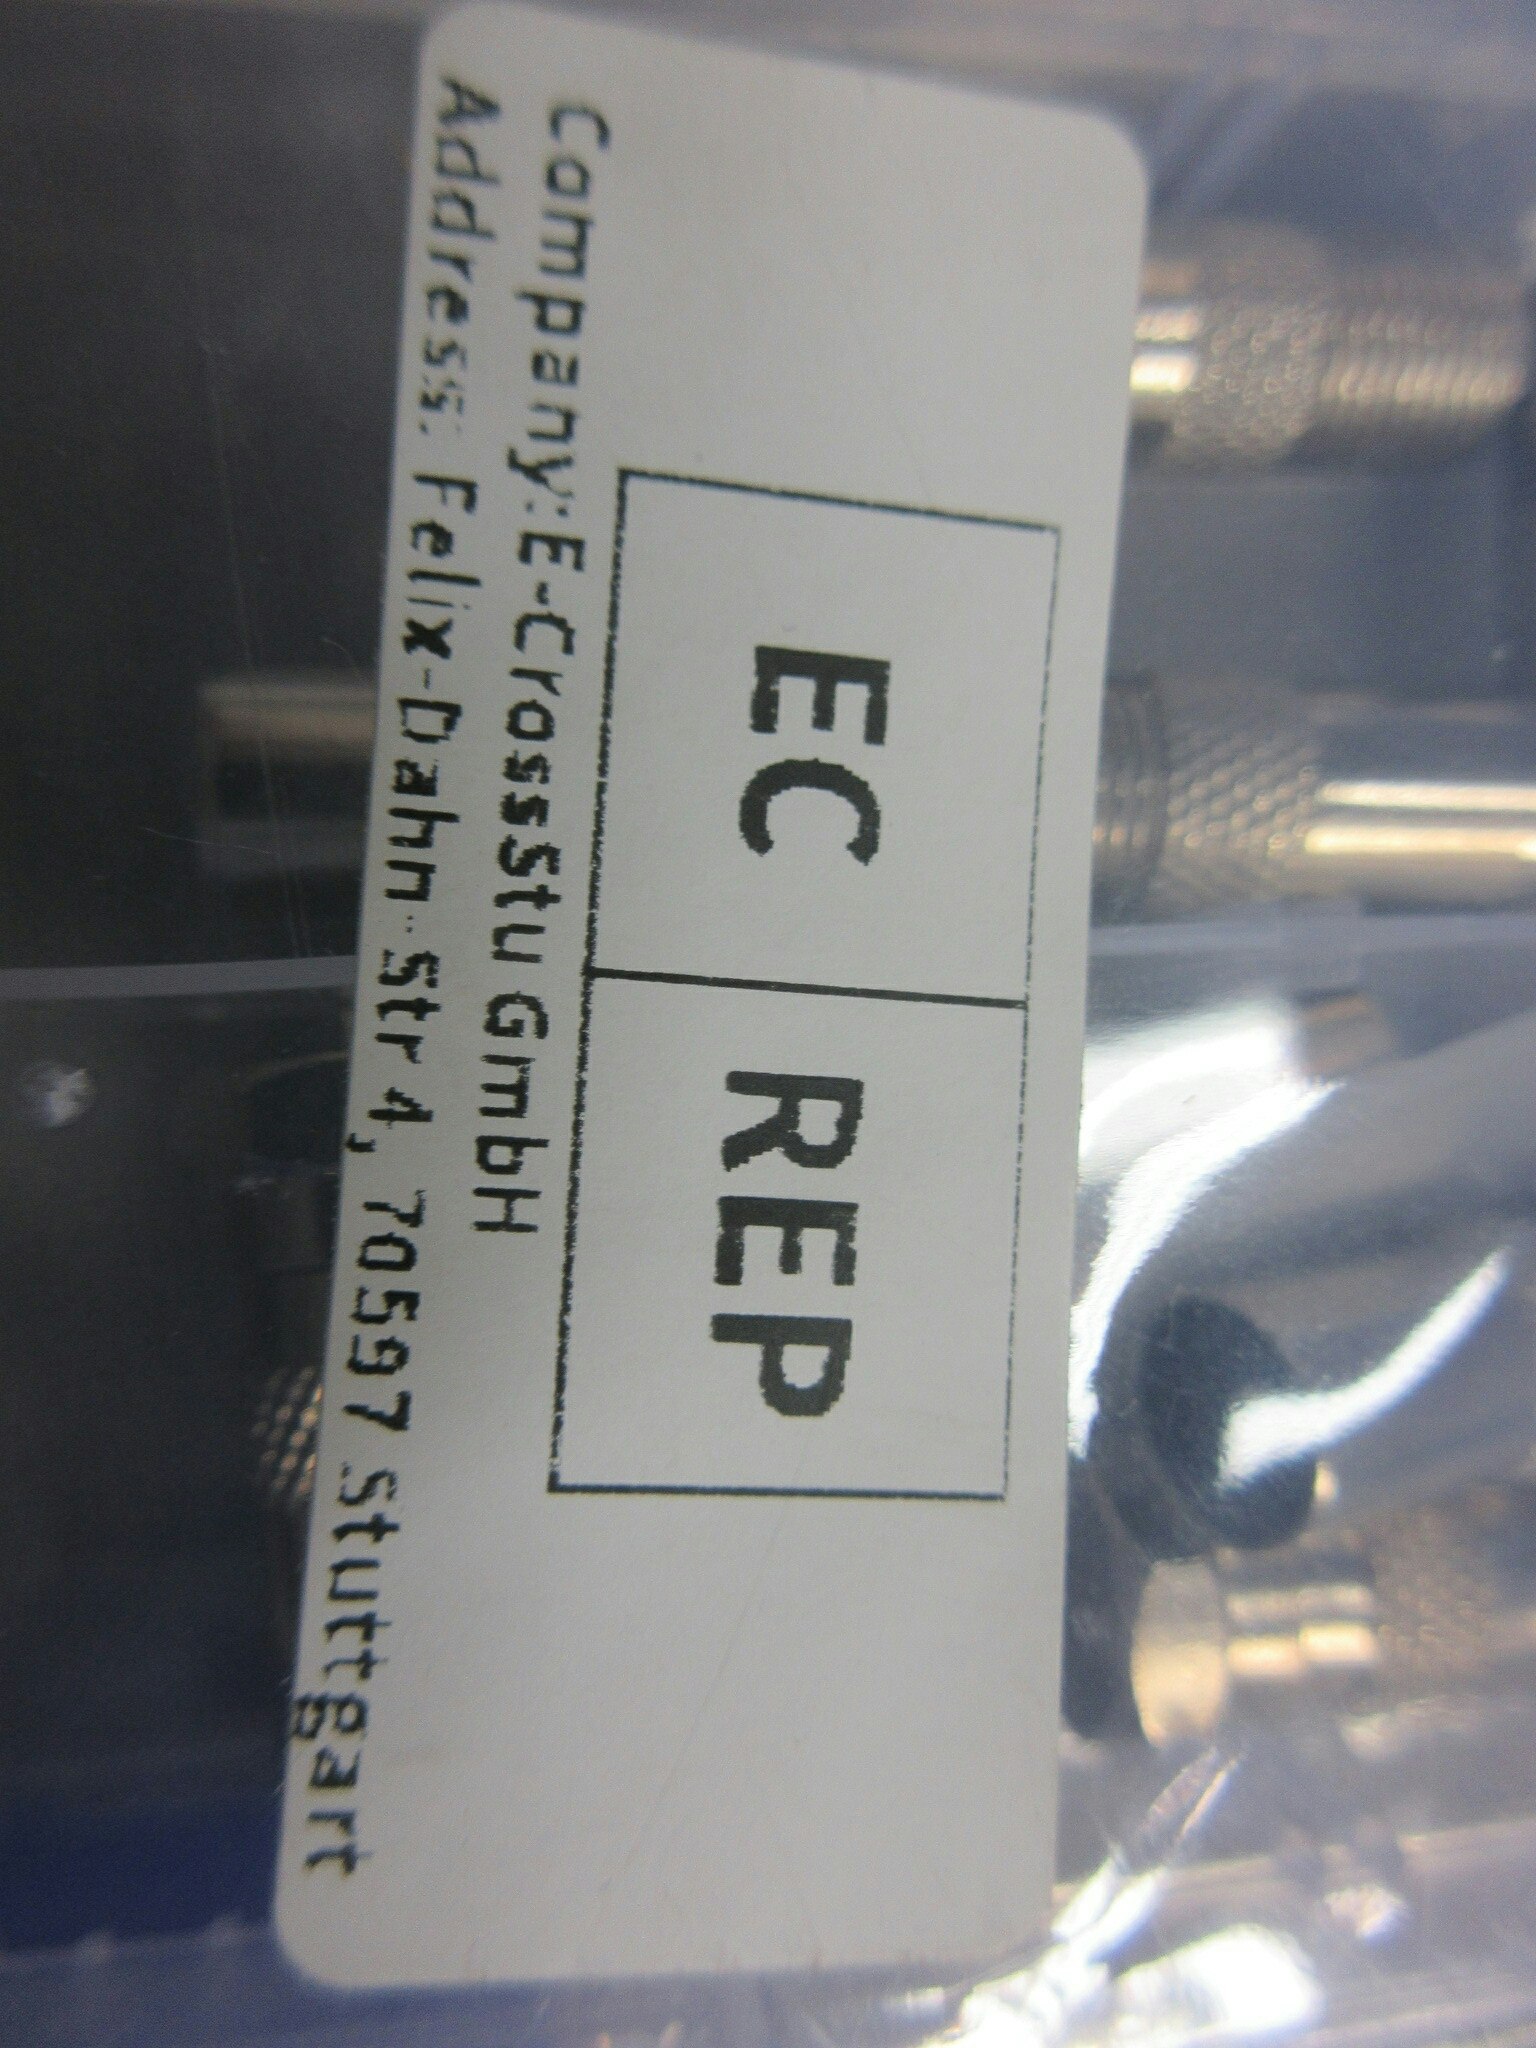 EC REP
Company:E-CrossStu GmbH
Address: Felix-Dahn-Str 4, 70597 Stuttgart